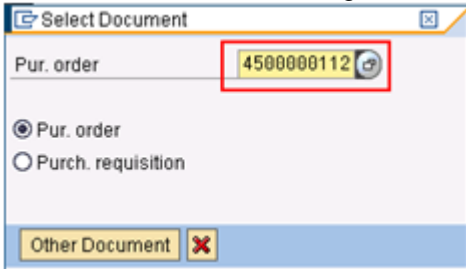 Select Document
Pur. order 4500000112
Pur. order
Purch. requisition
Other Document